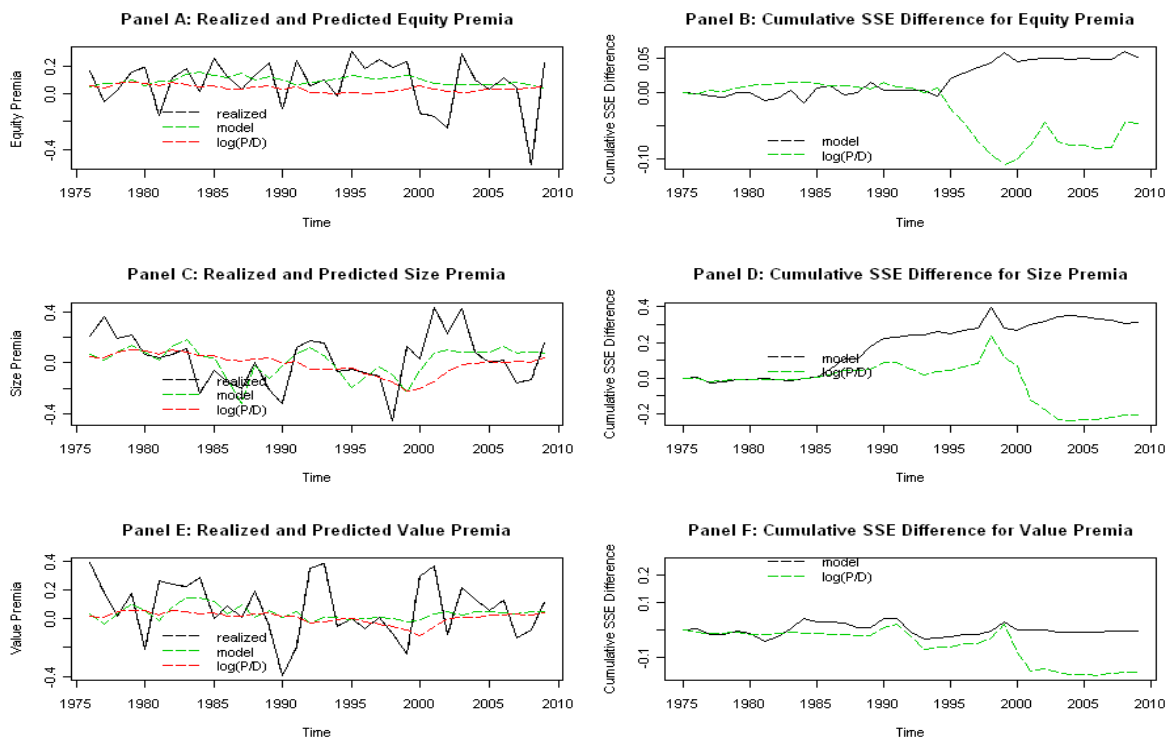 Panel A: Realized and Predicted Equity Premia
Equity Premia
0.2
0.0
-0.4
realized
model
log(P/D)
1975 1980 1985 1990 1995 2000 2005 2010
Time
Panel B: Cumulative SSE Difference for Equity Premia
Cumulative SSE Difference
0.05
0.00
-0.10
model
log(P/D)
1975 1980 1985 1990 1995 2000 2005 2010
Time
Panel C: Realized and Predicted Size Premia
Size Premia
0.4
0.0
-0.4
realized
model
log(P/D)
1975 1980 1985 1990 1995 2000 2005 2010
Time
Panel D: Cumulative SSE Difference for Size Premia
Cumulative SSE Difference
0.4
0.2
0.0
-0.2
model
log(P/D)
1975 1980 1985 1990 1995 2000 2005 2010
Time
Panel E: Realized and Predicted Value Premia
Value Premia
0.4
0.2
0.0
-0.4
realized
model
log(P/D)
1975 1980 1985 1990 1995 2000 2005 2010
Time
Panel F: Cumulative SSE Difference for Value Premia
Cumulative SSE Difference
0.2
0.1
-0.1
model
log(P/D)
1975 1980 1985 1990 1995 2000 2005 2010
Time